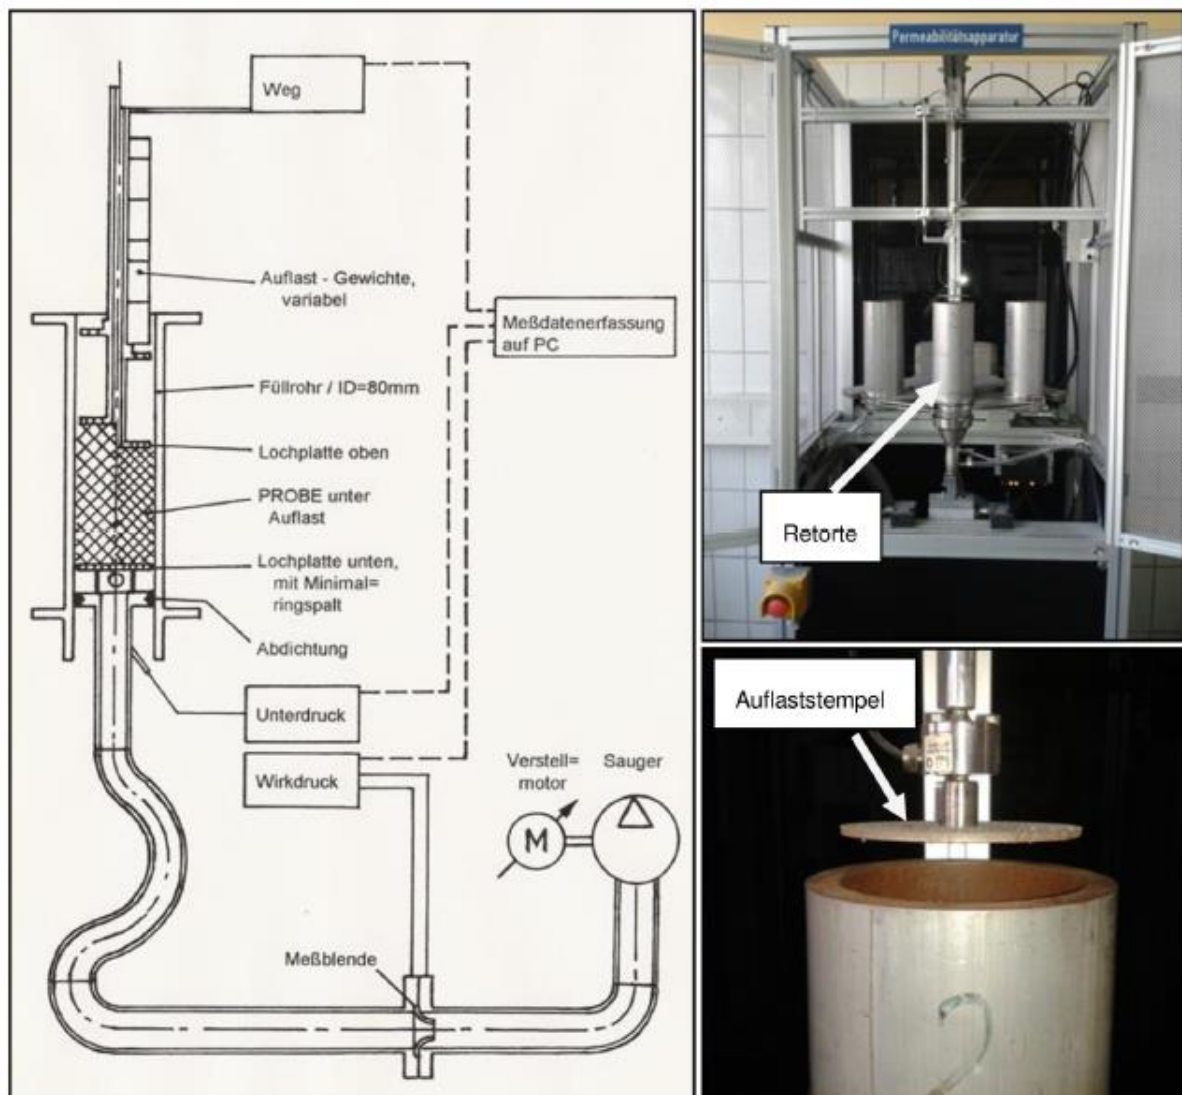 Weg
Auflast - Gewichte,
variabel
Meßdatenerfassung
auf PC
Füllrohr / ID=80mm
Lochplatte oben
PROBE unter
Auflast
Lochplatte unten,
mit Minimal=
ringspalt
Abdichtung
Unterdruck
Wirkdruck
Verstell=
motor
Sauger
M
Meßblende
Permeabilitätsapparatur
Retorte
Auflaststempel
2